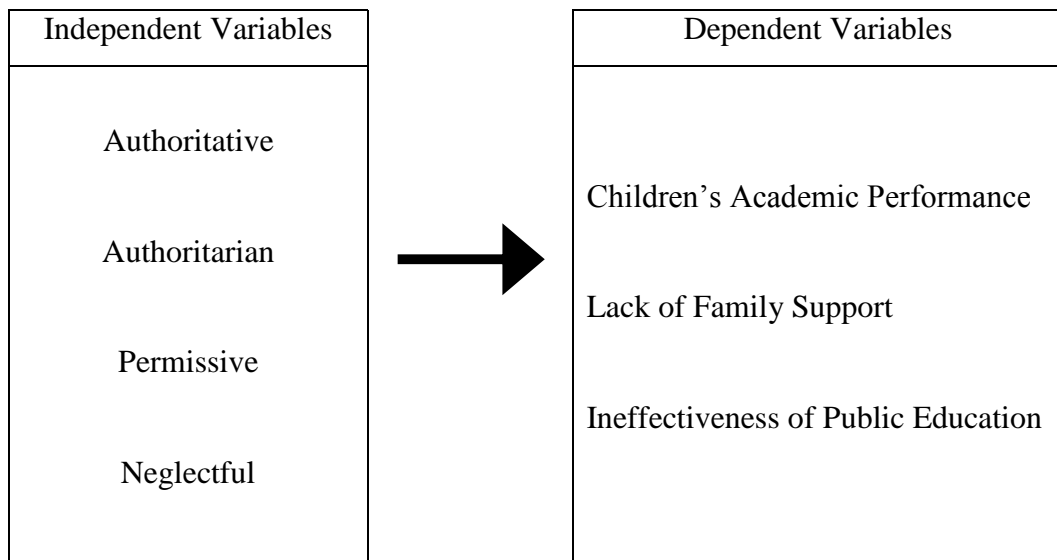 Independent Variables
Authoritative
Authoritarian
Permissive
Neglectful
Dependent Variables
Children’s Academic Performance
Lack of Family Support
Ineffectiveness of Public Education